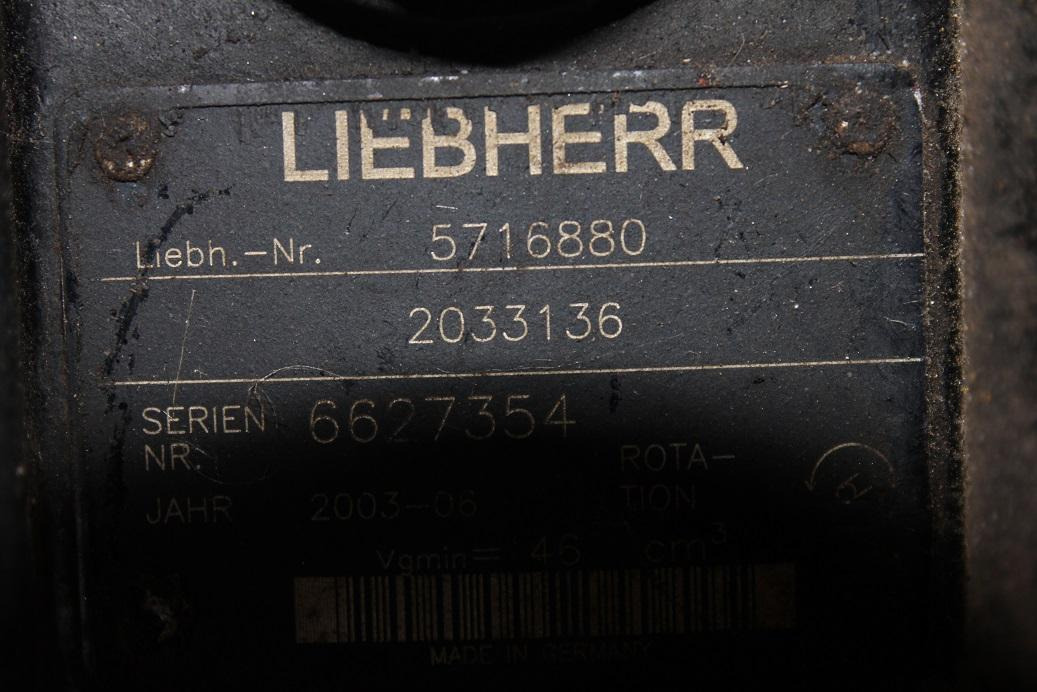 LIEBHERR
Liebh.-Nr. 5716880
2033136
SERIEN NR. 6627354
JAHR 2003-06
ROTA-
TION
Vgmin= 46 cm³
MADE IN GERMANY